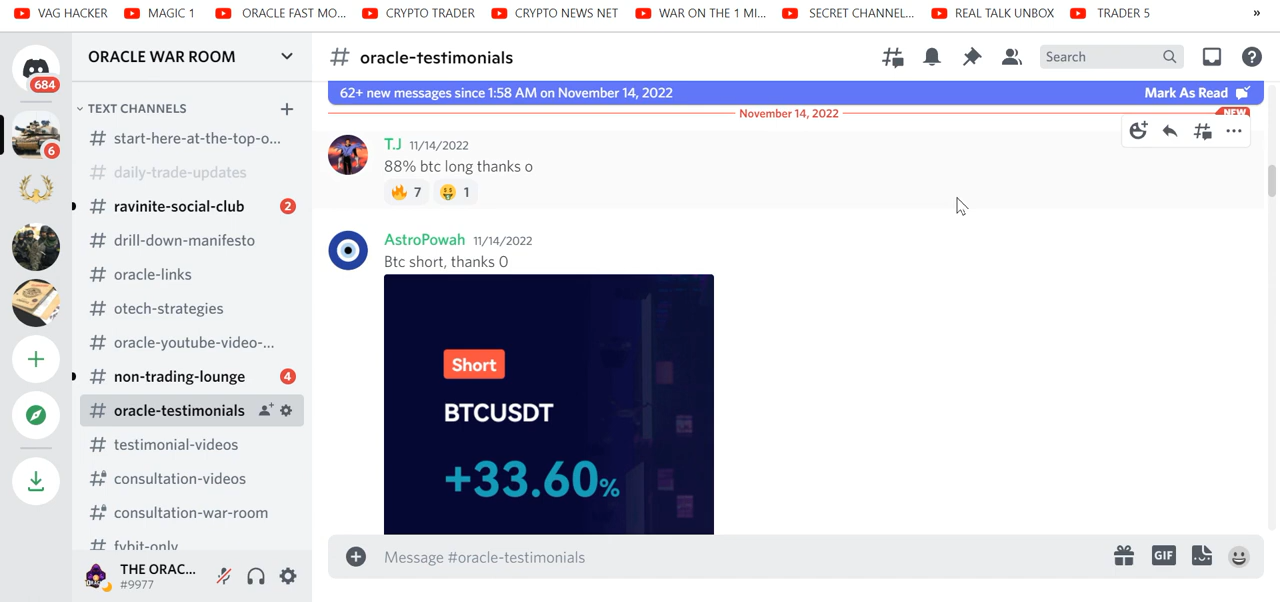 VAG HACKER MAGIC 1 ORACLE FAST MO... CRYPTO TRADER CRYPTO NEWS NET WAR ON THE 1 MI... SECRET CHANNEL... REAL TALK UNBOX TRADER 5 »
684
6
ORACLE WAR ROOM
TEXT CHANNELS
# start-here-at-the-top-o...
# daily-trade-updates
# ravinite-social-club 2
# drill-down-manifesto
# oracle-links
# otech-strategies
# oracle-youtube-video-...
# non-trading-lounge 4
# oracle-testimonials
# testimonial-videos
# consultation-videos
# consultation-war-room
# fybit-only
THE ORAC...
#9977
# oracle-testimonials
Search
62+ new messages since 1:58 AM on November 14, 2022 Mark As Read
November 14, 2022
NEW
T.J 11/14/2022
88% btc long thanks o
7 1
AstroPowah 11/14/2022
Btc short, thanks 0
Short
BTCUSDT
+33.60%
Message #oracle-testimonials
GIF